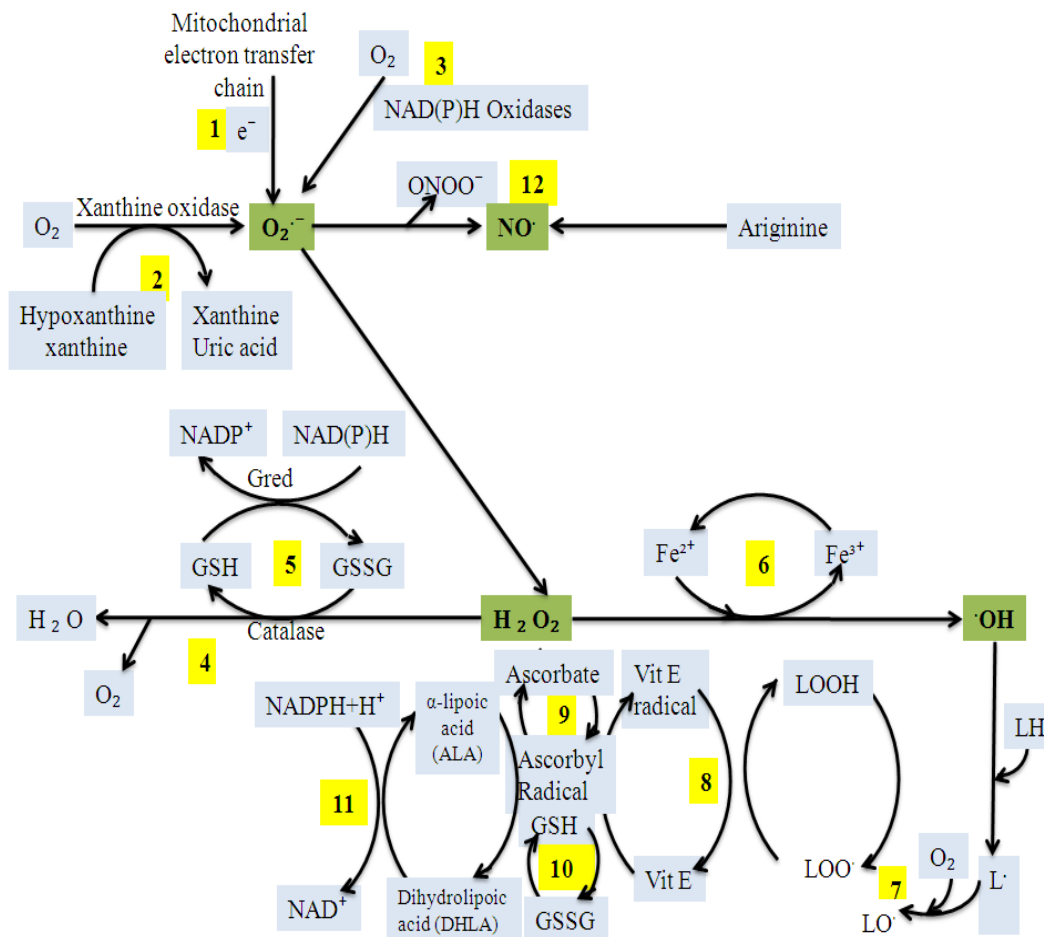 Mitochondrial
electron transfer
chain
O₂
3
NAD(P)H Oxidases
1
e⁻
ONOO⁻
12
Xanthine oxidase
O₂
O₂·⁻
NO·
Ariginine
2
Hypoxanthine
xanthine
Xanthine
Uric acid
NADP⁺
NAD(P)H
Gred
GSH
5
GSSG
Fe²⁺
6
Fe³⁺
H ₂ O
Catalase
H ₂ O₂
·OH
4
O₂
NADPH+H⁺
α-lipoic
acid
(ALA)
Ascorbate
9
Ascorbyl
Radical
GSH
10
GSSG
Vit E
radical
8
Vit E
LOOH
LH
11
NAD⁺
Dihydrolipoic
acid (DHLA)
LOO·
7
O₂
L·
LO·